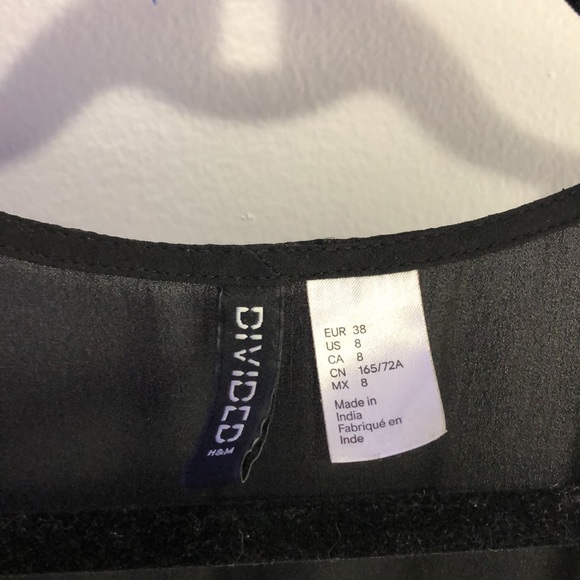 DIVIDED
H&M
EUR 38
US 8
CA 8
CN 165/72A
MX 8
Made in
India
Fabriqué en
Inde